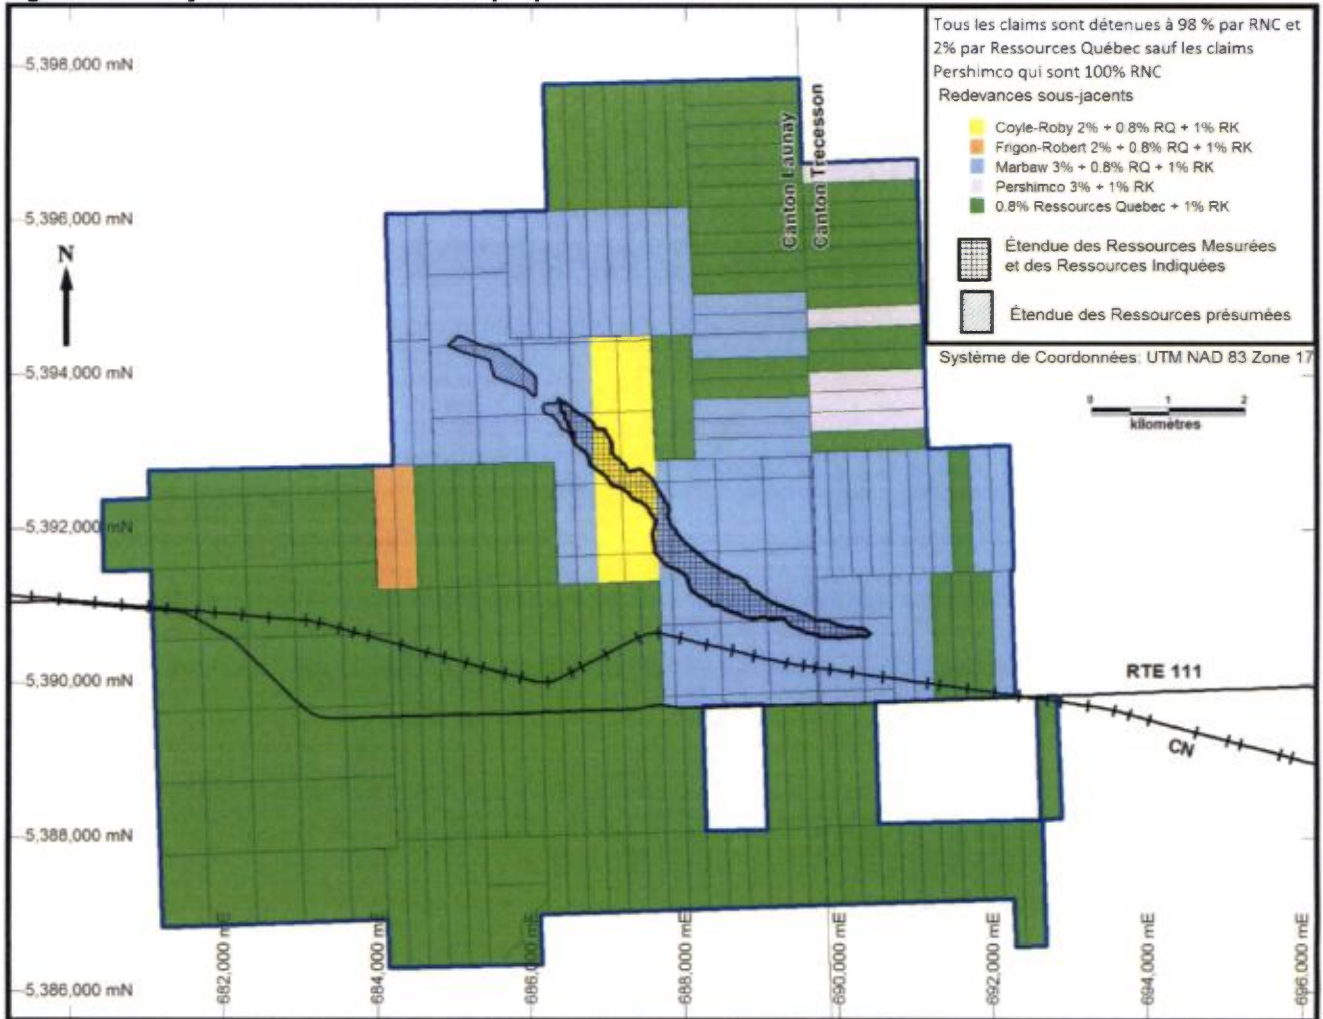 Tous les claims sont détenues à 98 % par RNC et
2% par Ressources Québec sauf les claims
Pershimco qui sont 100% RNC
Redevances sous-jacents
Coyle-Roby 2% + 0.8% RQ + 1% RK
Frigon-Robert 2% + 0.8% RQ + 1% RK
Marbaw 3% + 0.8% RQ + 1% RK
Pershimco 3% + 1% RK
0.8% Ressources Quebec + 1% RK
Étendue des Ressources Mesurées
et des Ressources Indiquées
Étendue des Ressources présumées
Système de Coordonnées: UTM NAD 83 Zone 17
0 1 2
kilomètres
5,398,000 mN
5,396,000 mN
N
5,394,000 mN
5,392,000 mN
5,390,000 mN
5,388,000 mN
5,386,000 mN
Canton Launay
Canton Trecesson
RTE 111
CN
682,000 mE
684,000 mE
686,000 mE
688,000 mE
690,000 mE
692,000 mE
694,000 mE
696,000 mE